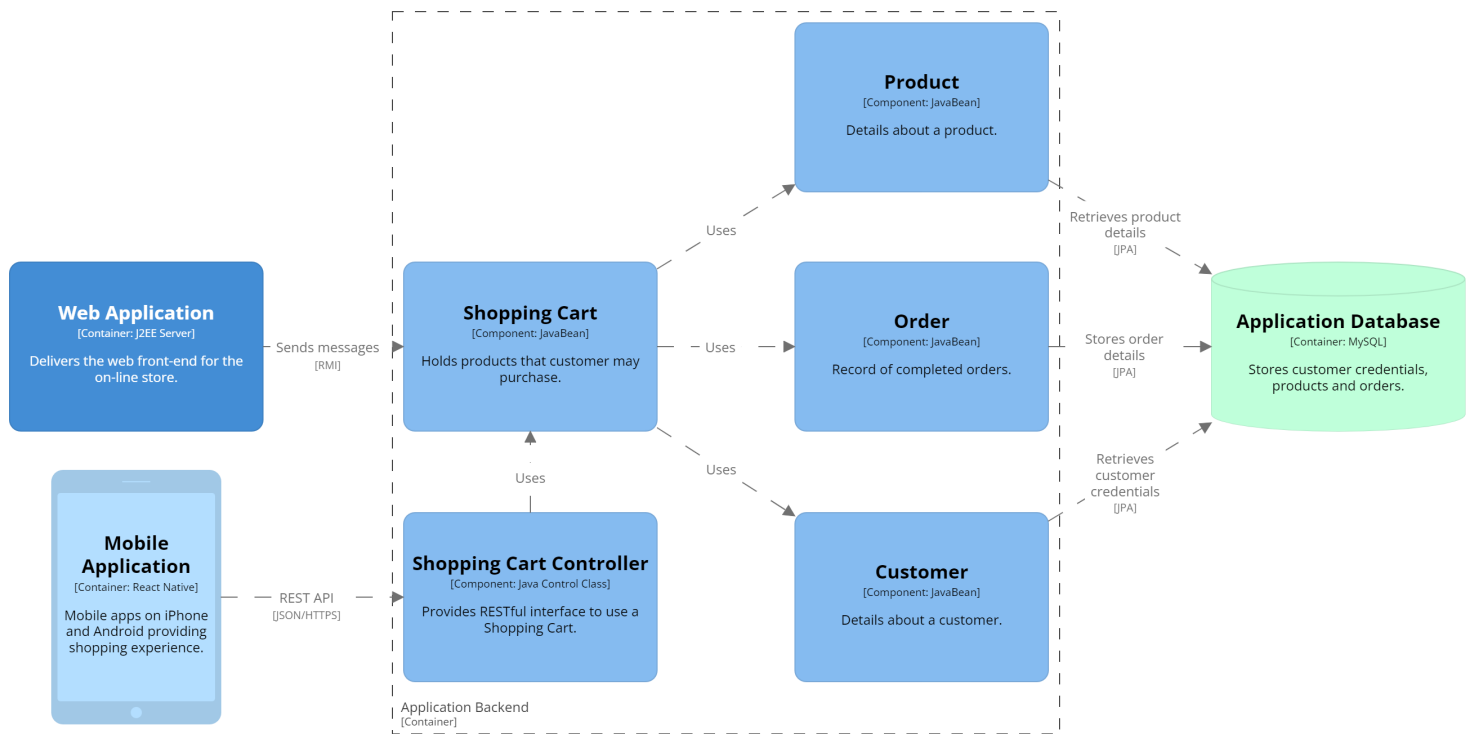 Product
[Component: JavaBean]
Details about a product.
Uses
Retrieves product
details
[JPA]
Web Application
[Container: J2EE Server]
Delivers the web front-end for the
on-line store.
Sends messages
[RMI]
Shopping Cart
[Component: JavaBean]
Holds products that customer may
purchase.
Uses
Order
[Component: JavaBean]
Record of completed orders.
Stores order
details
[JPA]
Application Database
[Container: MySQL]
Stores customer credentials,
products and orders.
Uses
Uses
Retrieves
customer
credentials
[JPA]
Mobile
Application
[Container: React Native]
Mobile apps on iPhone
and Android providing
shopping experience.
REST API
[JSON/HTTPS]
Shopping Cart Controller
[Component: Java Control Class]
Provides RESTful interface to use a
Shopping Cart.
Customer
[Component: JavaBean]
Details about a customer.
Application Backend
[Container]